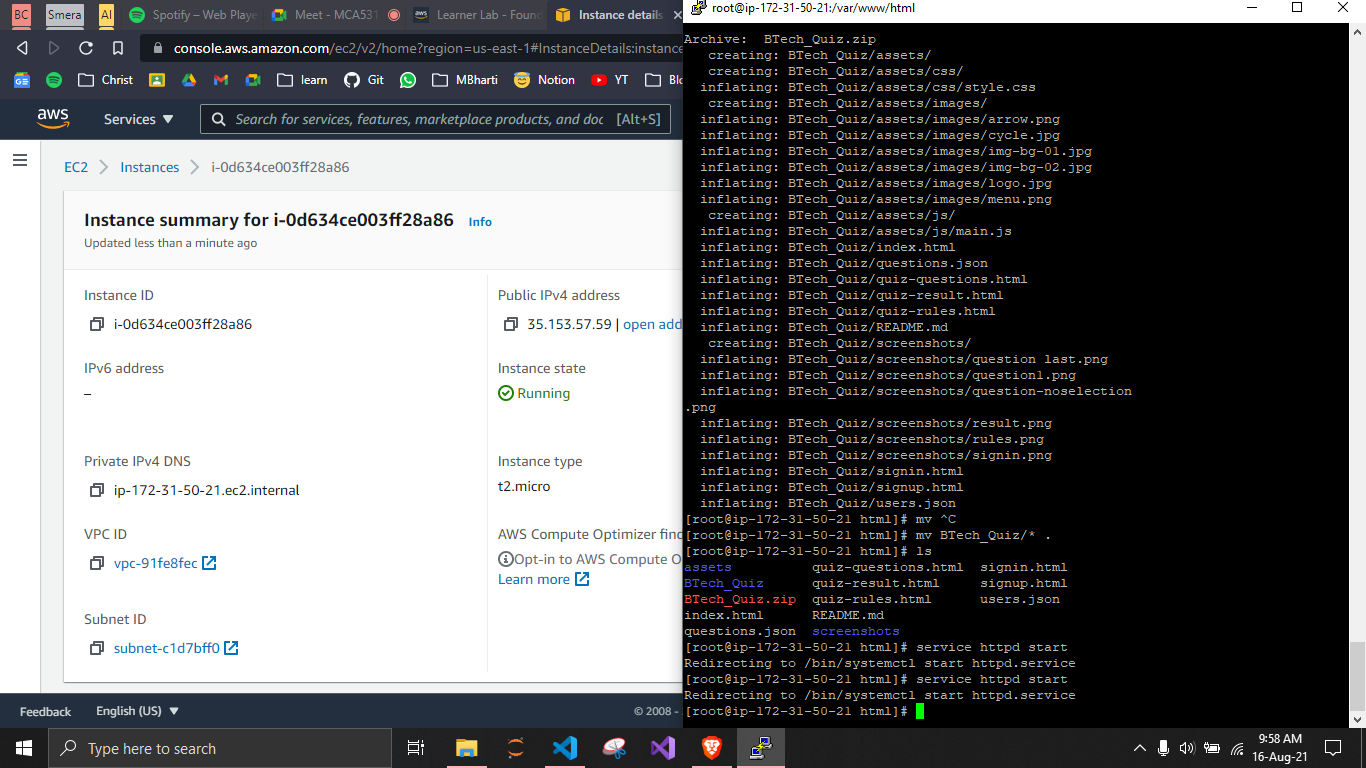 BC
Smera
AI
Spotify – Web Playe
Meet - MCA531
Learner Lab - Foun
Instance details
console.aws.amazon.com/ec2/v2/home?region=us-east-1#InstanceDetails:instance
Christ
learn
Git
MBharti
Notion
YT
Blo
aws
Services
Search for services, features, marketplace products, and doc
[Alt+S]
EC2
Instances
i-0d634ce003ff28a86
Instance summary for i-0d634ce003ff28a86
Info
Updated less than a minute ago
Instance ID
i-0d634ce003ff28a86
IPv6 address
–
Private IPv4 DNS
ip-172-31-50-21.ec2.internal
VPC ID
vpc-91fe8fec
Subnet ID
subnet-c1d7bff0
Public IPv4 address
35.153.57.59 | open add
Instance state
Running
Instance type
t2.micro
AWS Compute Optimizer find
Opt-in to AWS Compute O
Learn more
Feedback
English (US)
© 2008 -
root@ip-172-31-50-21:/var/www/html
Archive:  BTech_Quiz.zip
   creating: BTech_Quiz/assets/
   creating: BTech_Quiz/assets/css/
  inflating: BTech_Quiz/assets/css/style.css
   creating: BTech_Quiz/assets/images/
  inflating: BTech_Quiz/assets/images/arrow.png
  inflating: BTech_Quiz/assets/images/cycle.jpg
  inflating: BTech_Quiz/assets/images/img-bg-01.jpg
  inflating: BTech_Quiz/assets/images/img-bg-02.jpg
  inflating: BTech_Quiz/assets/images/logo.jpg
  inflating: BTech_Quiz/assets/images/menu.png
   creating: BTech_Quiz/assets/js/
  inflating: BTech_Quiz/assets/js/main.js
  inflating: BTech_Quiz/index.html
  inflating: BTech_Quiz/questions.json
  inflating: BTech_Quiz/quiz-questions.html
  inflating: BTech_Quiz/quiz-result.html
  inflating: BTech_Quiz/quiz-rules.html
  inflating: BTech_Quiz/README.md
   creating: BTech_Quiz/screenshots/
  inflating: BTech_Quiz/screenshots/question last.png
  inflating: BTech_Quiz/screenshots/question1.png
  inflating: BTech_Quiz/screenshots/question-noselection
.png
  inflating: BTech_Quiz/screenshots/result.png
  inflating: BTech_Quiz/screenshots/rules.png
  inflating: BTech_Quiz/screenshots/signin.png
  inflating: BTech_Quiz/signin.html
  inflating: BTech_Quiz/signup.html
  inflating: BTech_Quiz/users.json
[root@ip-172-31-50-21 html]# mv ^C
[root@ip-172-31-50-21 html]# mv BTech_Quiz/* .
[root@ip-172-31-50-21 html]# ls
assets          quiz-questions.html  signin.html
BTech_Quiz      quiz-result.html     signup.html
BTech_Quiz.zip  quiz-rules.html      users.json
index.html      README.md
questions.json  screenshots
[root@ip-172-31-50-21 html]# service httpd start
Redirecting to /bin/systemctl start httpd.service
[root@ip-172-31-50-21 html]# service httpd start
Redirecting to /bin/systemctl start httpd.service
[root@ip-172-31-50-21 html]#
Type here to search
9:58 AM
16-Aug-21